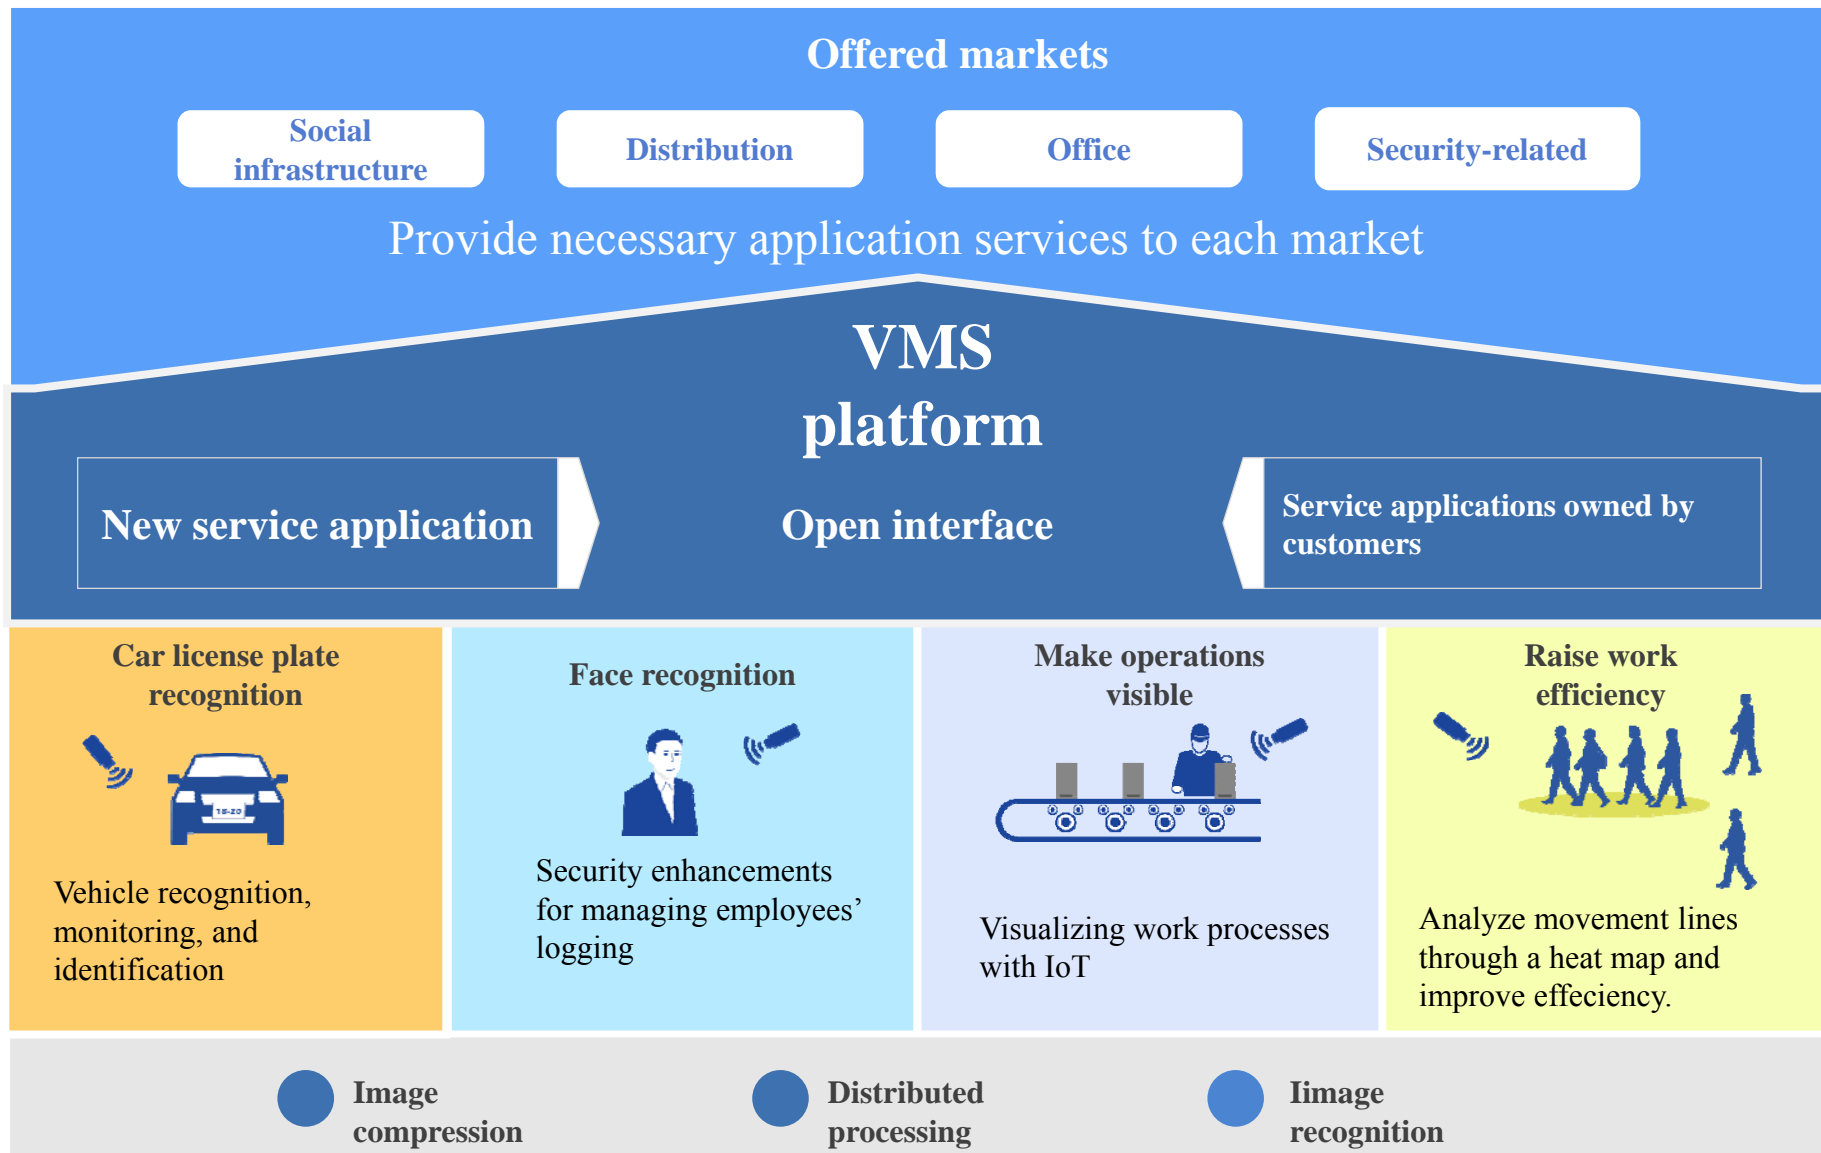 Offered markets
Social
infrastructure
Distribution
Office
Security-related
Provide necessary application services to each market
VMS
platform
New service application
Open interface
Service applications owned by
customers
Car license plate
recognition
18-20
Vehicle recognition,
monitoring, and
identification
Face recognition
Security enhancements
for managing employees’
logging
Make operations
visible
Visualizing work processes
with IoT
Raise work
efficiency
Analyze movement lines
through a heat map and
improve effeciency.
Image
compression
Distributed
processing
Iimage
recognition